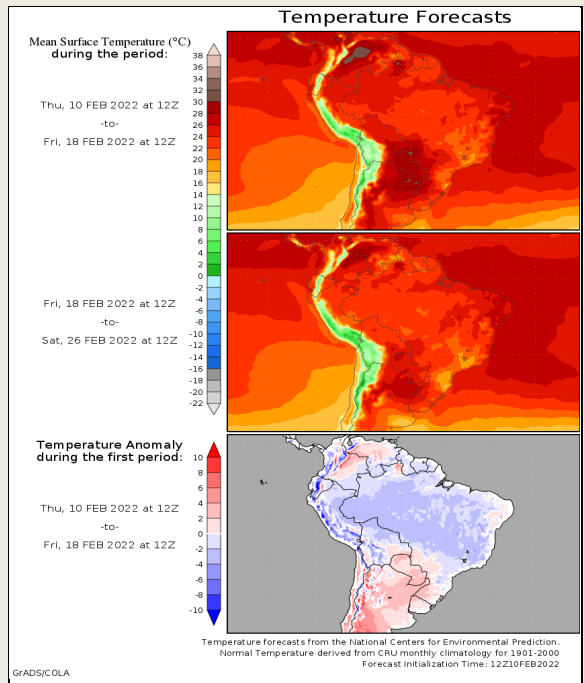 Temperature Forecasts
Mean Surface Temperature (°C)
during the period:
Thu, 10 FEB 2022 at 12Z
-to-
Fri, 18 FEB 2022 at 12Z
38
36
34
32
30
28
26
24
22
20
18
16
14
12
10
8
6
4
2
0
-2
-4
-6
-8
-10
-12
-14
-16
-18
-20
-22
Fri, 18 FEB 2022 at 12Z
-to-
Sat, 26 FEB 2022 at 12Z
Temperature Anomaly
during the first period:
Thu, 10 FEB 2022 at 12Z
-to-
Fri, 18 FEB 2022 at 12Z
10
8
6
4
2
0
-2
-4
-6
-8
-10
Temperature forecasts from the National Centers for Environmental Prediction.
Normal Temperature derived from CRU monthly climatology for 1901-2000
Forecast Initialization Time: 12Z10FEB2022
GrADS/COLA